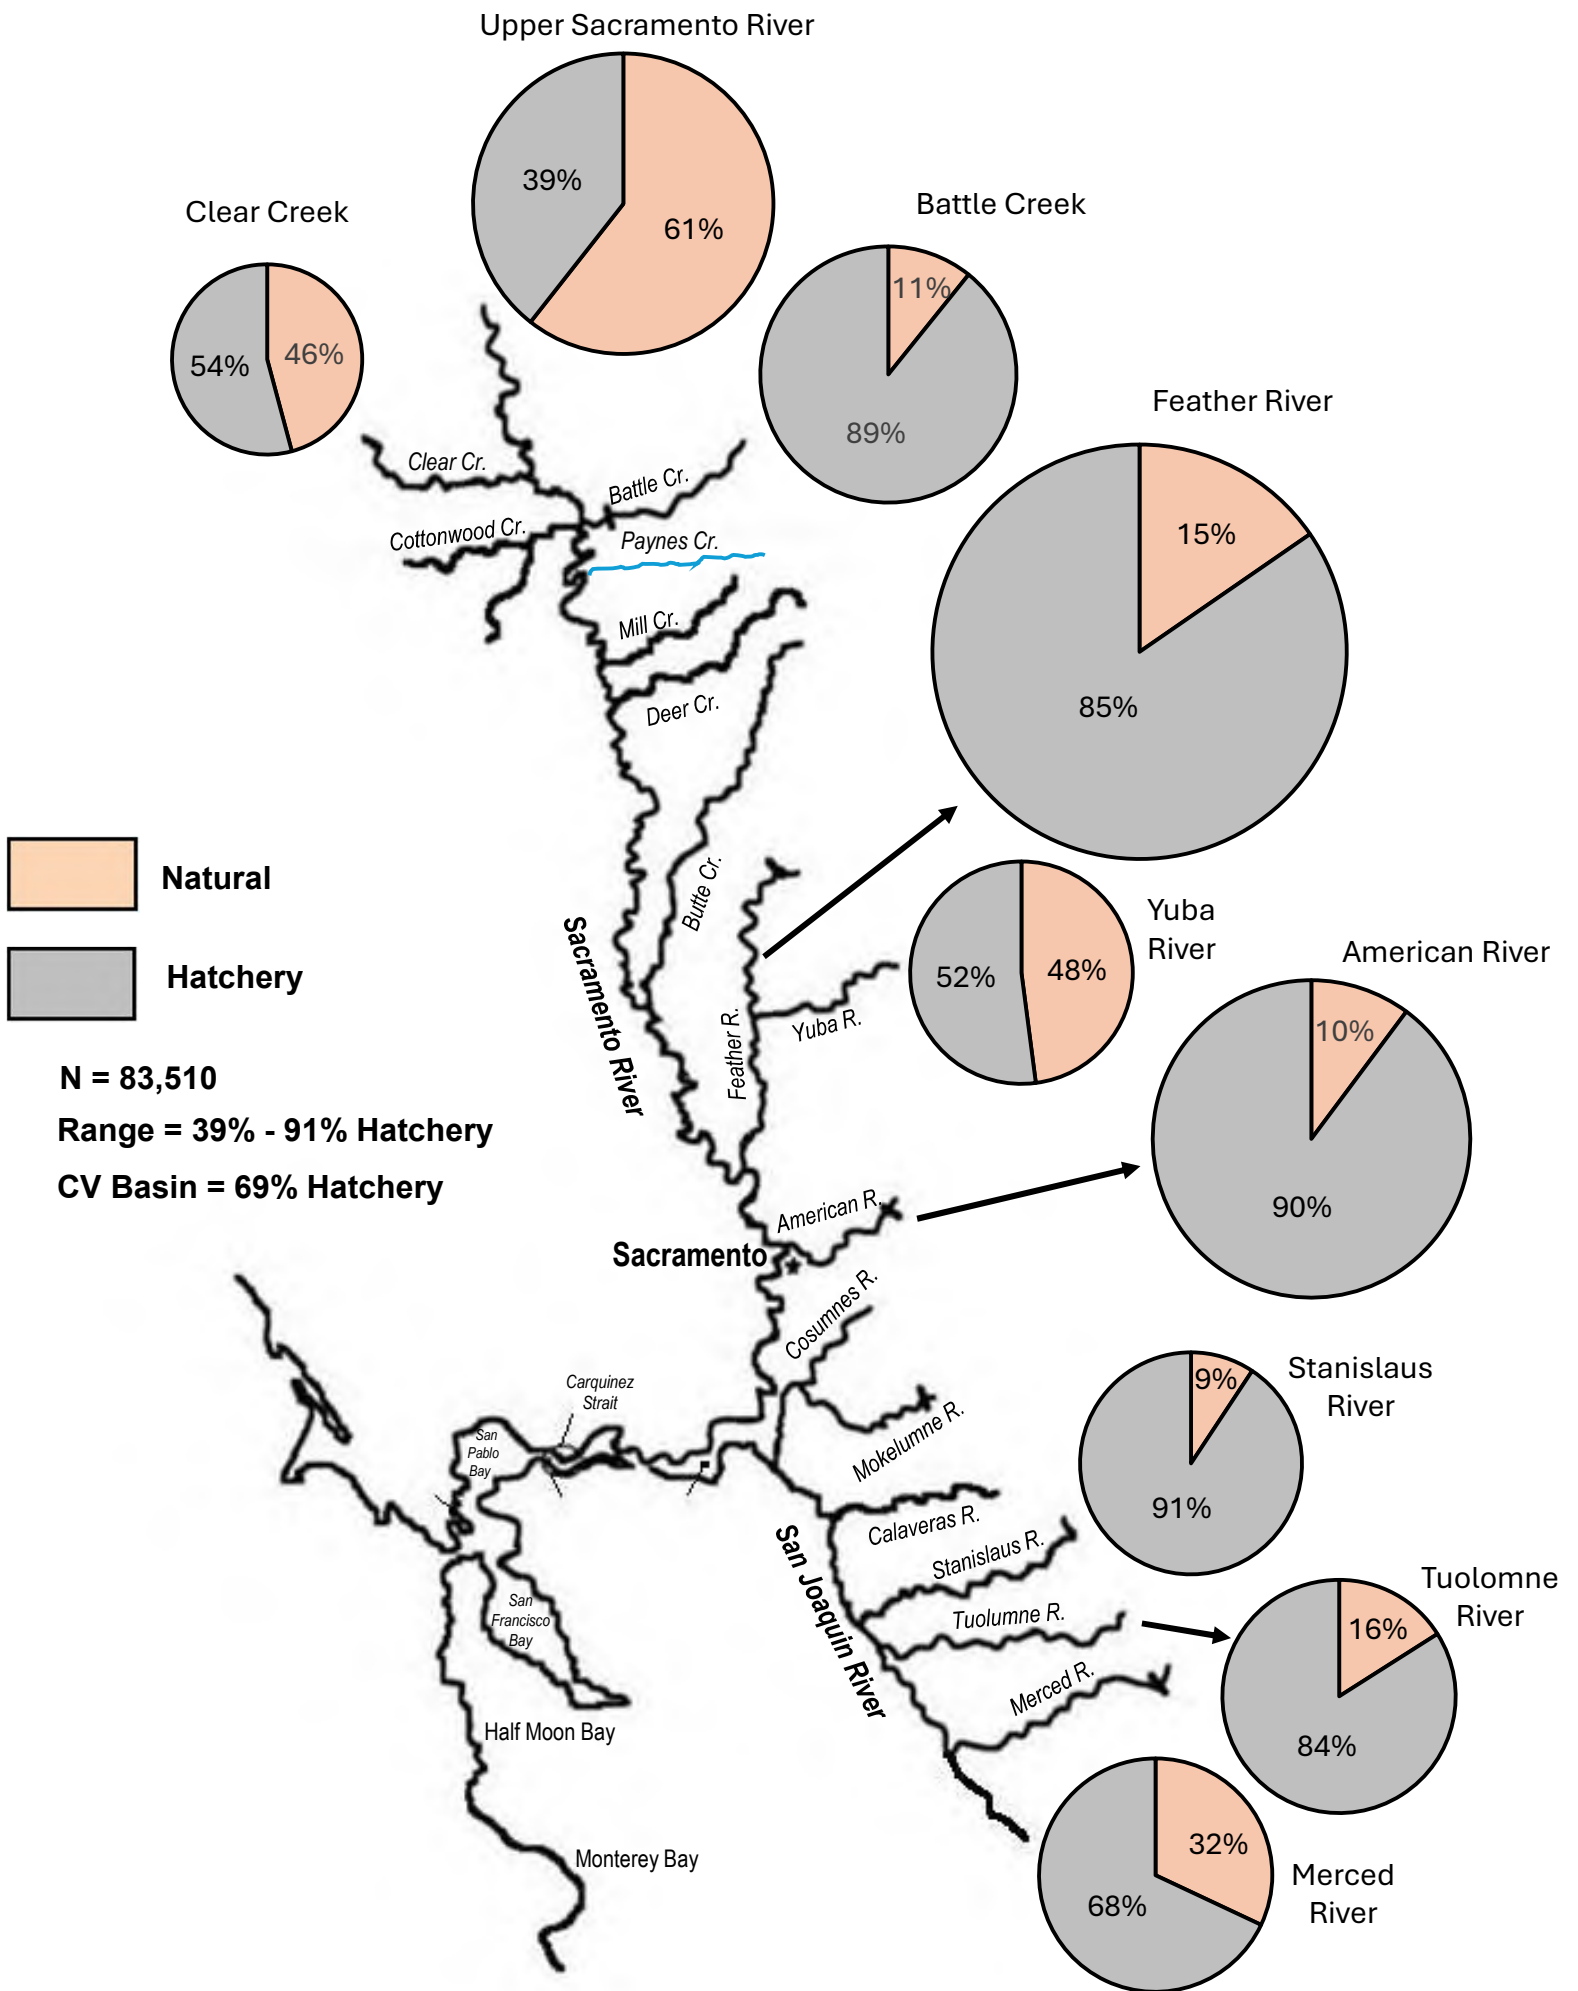 Upper Sacramento River
39%
61%
Clear Creek
54%
46%
Battle Creek
11%
89%
Feather River
15%
85%
Clear Cr.
Battle Cr.
Cottonwood Cr.
Paynes Cr.
Mill Cr.
Deer Cr.
Butte Cr.
Natural
Hatchery
N = 83,510
Range = 39% - 91% Hatchery
CV Basin = 69% Hatchery
Sacramento River
Feather R.
Yuba R.
52%
48%
Yuba
River
American River
10%
90%
American R.
Sacramento
Cosumnes R.
Mokelumne R.
Carquinez
Strait
San
Pablo
Bay
Calaveras R.
Stanislaus R.
Tuolumne R.
Merced R.
San Joaquin River
San
Francisco
Bay
Half Moon Bay
Monterey Bay
9%
91%
Stanislaus
River
16%
84%
Tuolomne
River
32%
68%
Merced
River